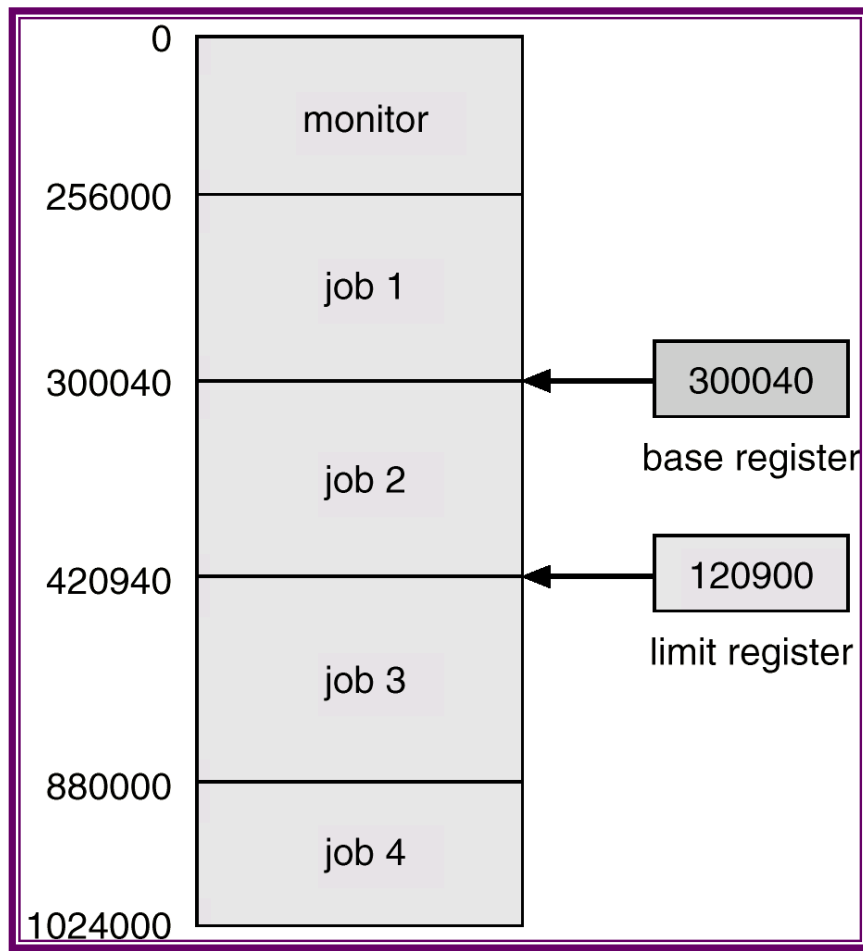 0
monitor
256000
job 1
300040
300040
base register
job 2
420940
120900
limit register
job 3
880000
job 4
1024000